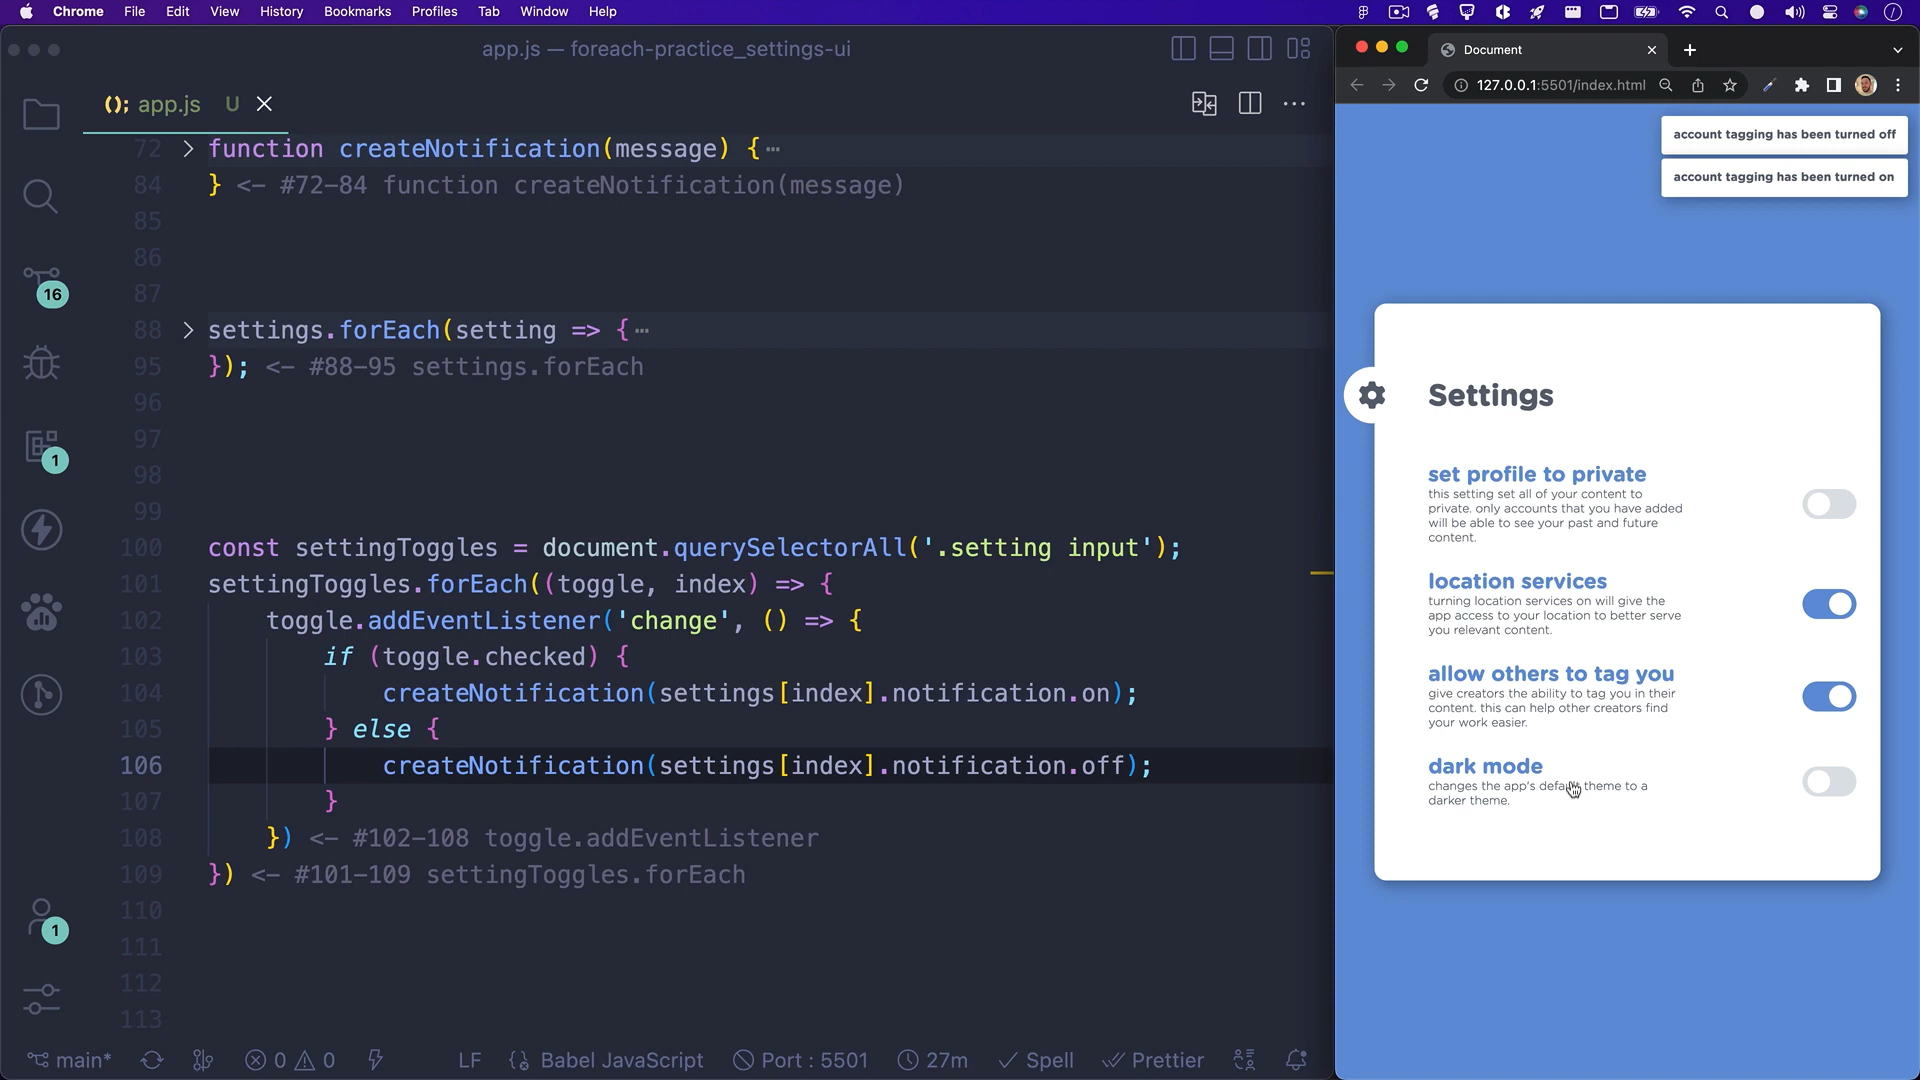 Chrome File Edit View History Bookmarks Profiles Tab Window Help
app.js — foreach-practice_settings-ui
(); app.js U
72 function createNotification(message) {
84 } <- #72-84 function createNotification(message)
85
86
87
88 settings.forEach(setting => {
95 }); <- #88-95 settings.forEach
96
97
98
99
100 const settingToggles = document.querySelectorAll('.setting input');
101 settingToggles.forEach((toggle, index) => {
102 toggle.addEventListener('change', () => {
103 if (toggle.checked) {
104 createNotification(settings[index].notification.on);
105 } else {
106 createNotification(settings[index].notification.off);
107 }
108 }) <- #102-108 toggle.addEventListener
109 }) <- #101-109 settingToggles.forEach
110
111
112
113
16
1
1
main* 0 0 LF Babel JavaScript Port : 5501 27m Spell Prettier
Document
127.0.0.1:5501/index.html
account tagging has been turned off
account tagging has been turned on
Settings
set profile to private
this setting set all of your content to
private. only accounts that you have added
will be able to see your past and future
content.
location services
turning location services on will give the
app access to your location to better serve
you relevant content.
allow others to tag you
give creators the ability to tag you in their
content. this can help other creators find
your work easier.
dark mode
changes the app's default theme to a
darker theme.